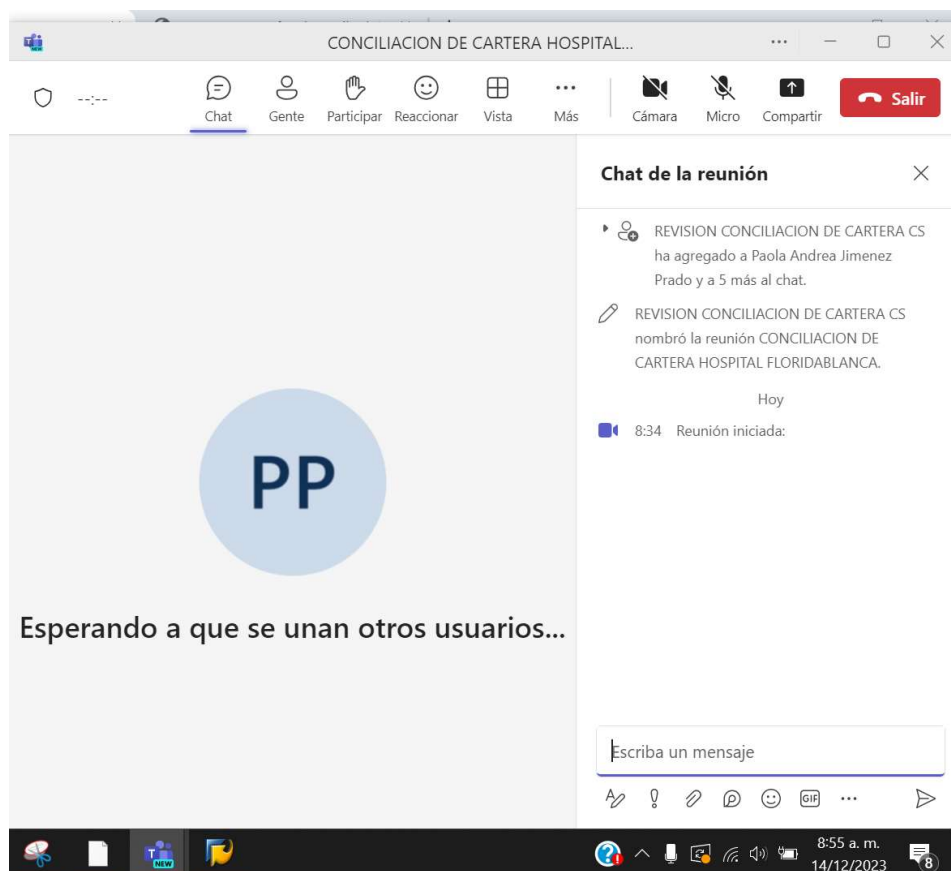 CONCILIACION DE CARTERA HOSPITAL...
--:--
Chat
Gente
Participar
Reaccionar
Vista
Más
Cámara
Micro
Compartir
Salir
Chat de la reunión
REVISION CONCILIACION DE CARTERA CS
ha agregado a Paola Andrea Jimenez
Prado y a 5 más al chat.
REVISION CONCILIACION DE CARTERA CS
nombró la reunión CONCILIACION DE
CARTERA HOSPITAL FLORIDABLANCA.
Hoy
8:34 Reunión iniciada:
PP
Esperando a que se unan otros usuarios...
Escriba un mensaje
GIF
NEW
8:55 a. m.
14/12/2023
8